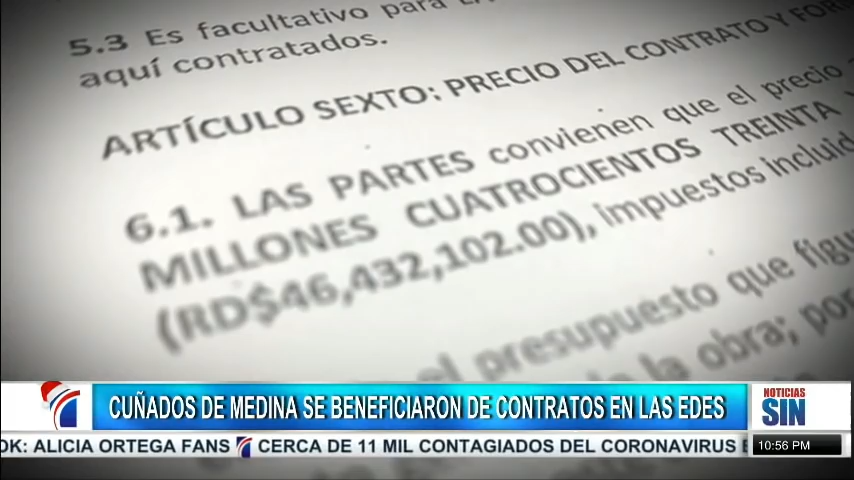 5.3 Es facultativo para
aquí contratados.
ARTÍCULO SEXTO: PRECIO DEL CONTRATO Y
6.1. LAS PARTES convienen que el precio
MILLONES CUATROCIENTOS TREINTA Y
(RD$46,432,102.00), impuestos
el presupuesto que
la obra; por
CUÑADOS DE MEDINA SE BENEFICIARON DE CONTRATOS EN LAS EDES
NOTICIAS
SIN
OK: ALICIA ORTEGA FANS CERCA DE 11 MIL CONTAGIADOS DEL CORONAVIRUS
10:56 PM